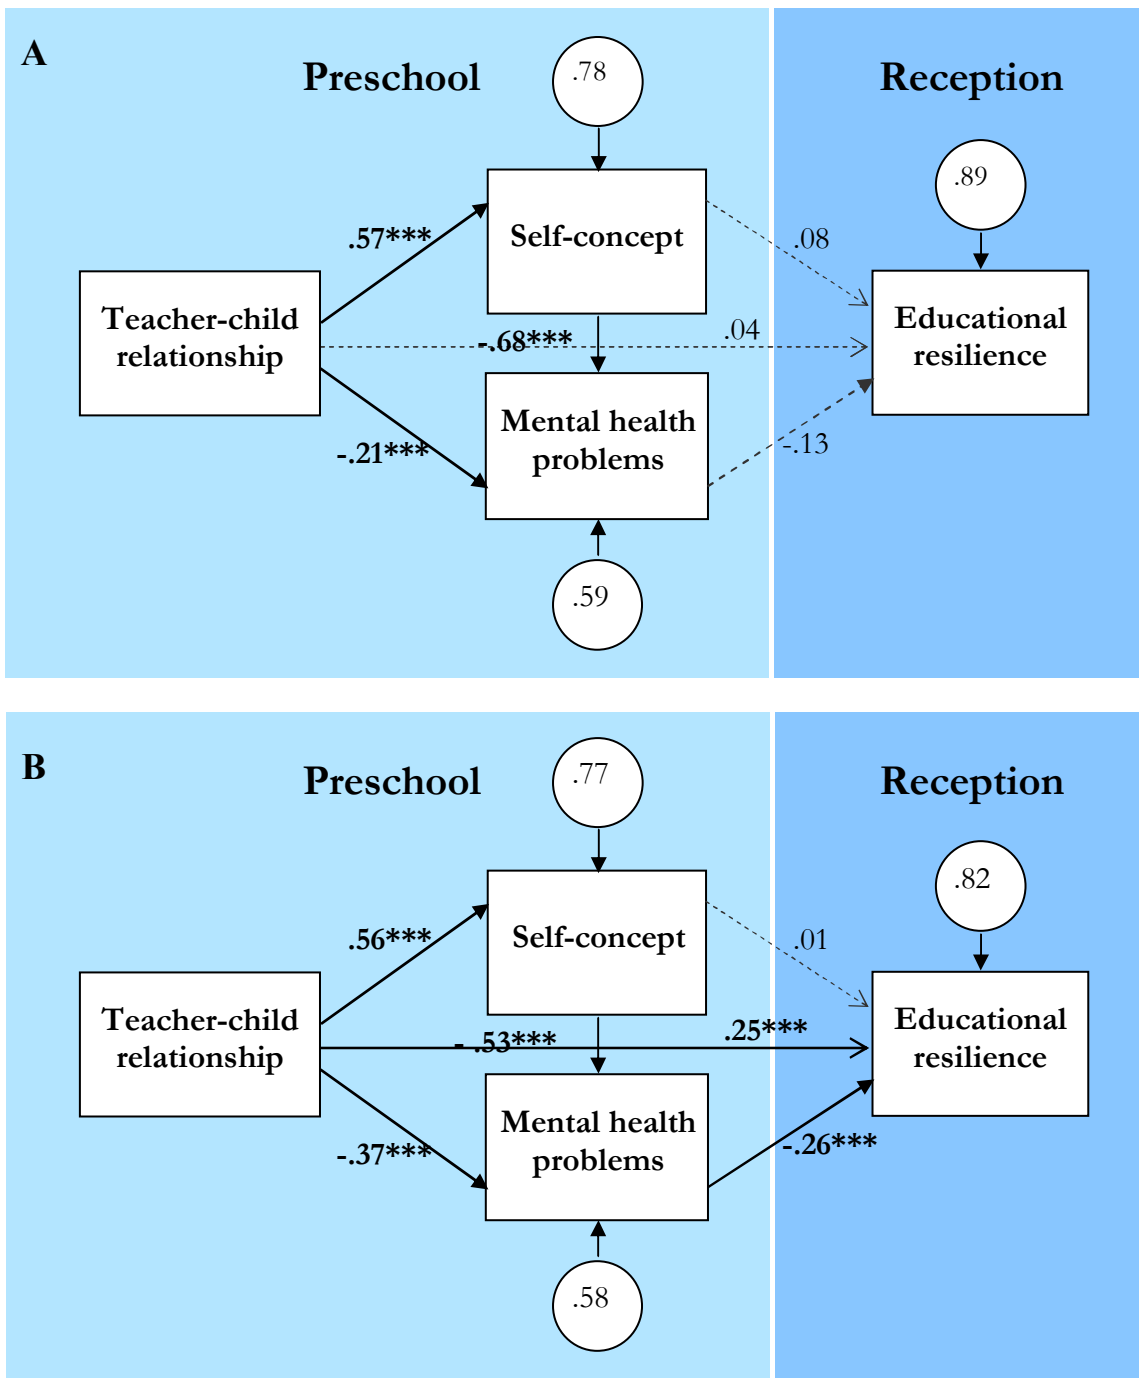 A
Preschool
Reception
.78
.89
.57***
Self-concept
.08
Teacher-child
relationship
-.68***
.04
Educational
resilience
-.21***
Mental health
problems
-.13
.59
B
Preschool
Reception
.77
.82
.56***
Self-concept
.01
Teacher-child
relationship
- .53***
.25***
Educational
resilience
-.37***
Mental health
problems
-.26***
.58